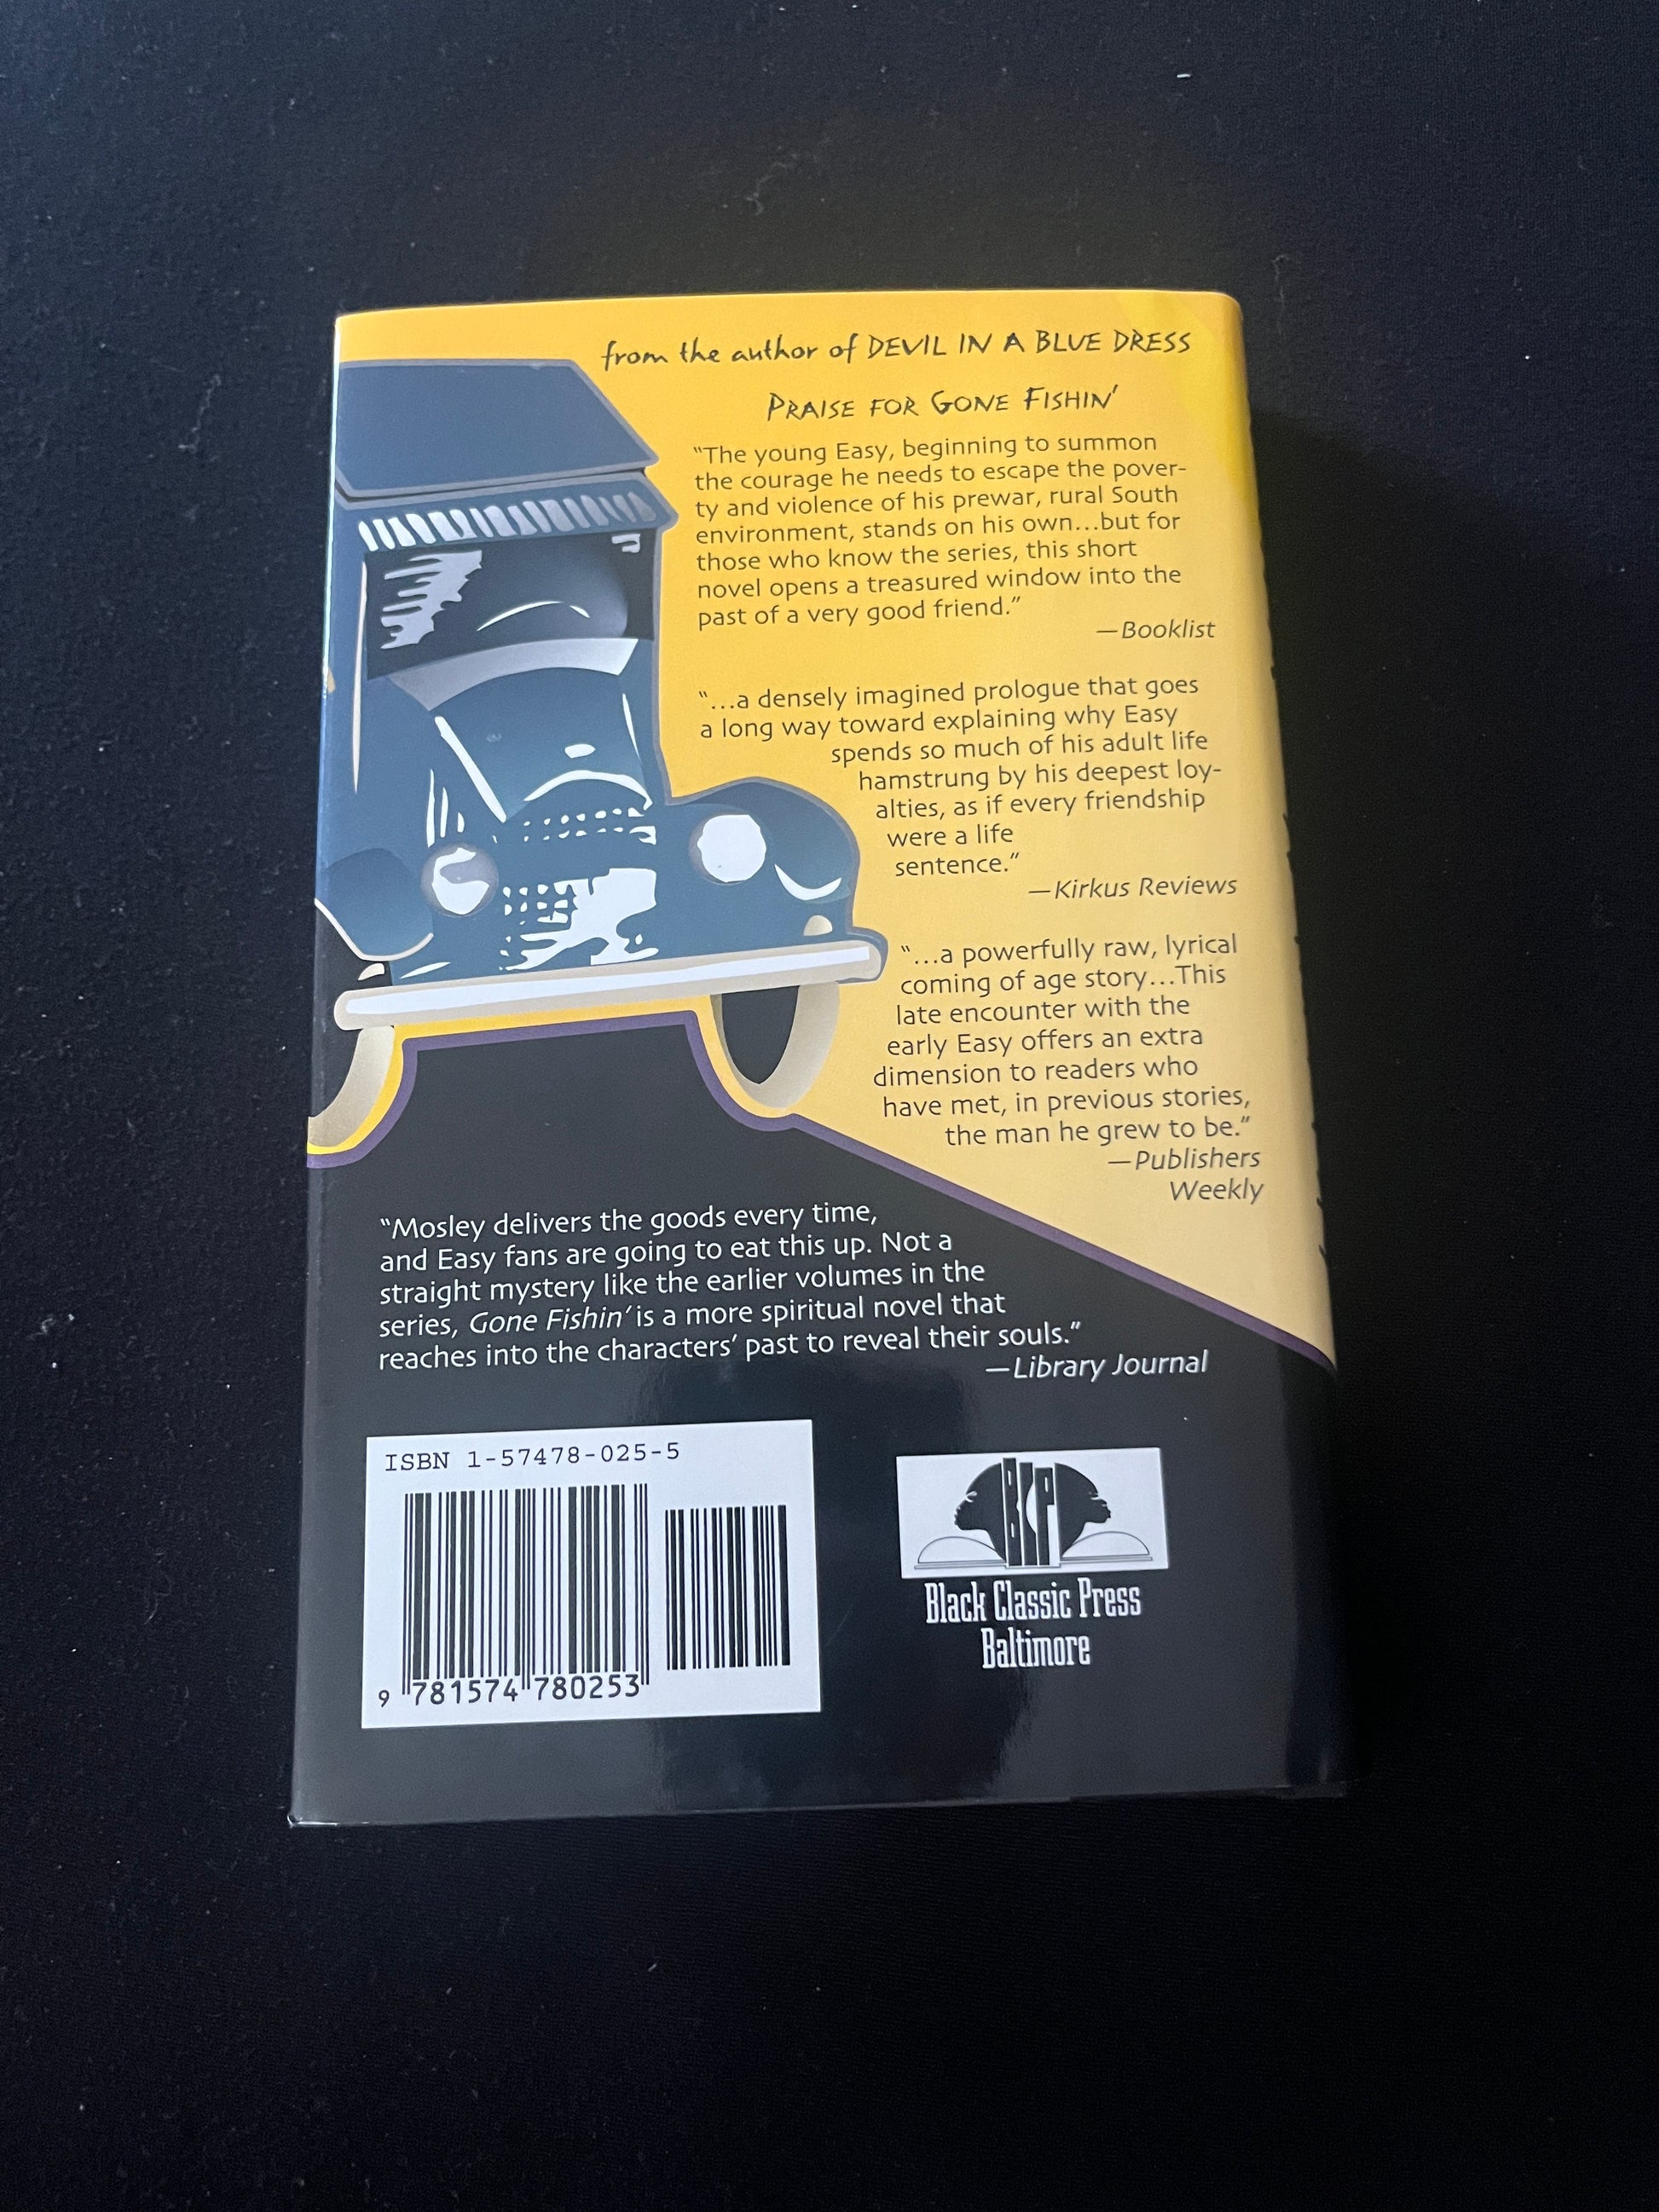 from the author of DEVIL IN A BLUE DRESS
PRAISE FOR GONE FISHIN'
“The young Easy, beginning to summon
the courage he needs to escape the pover-
ty and violence of his prewar, rural South
environment, stands on his own...but for
those who know the series, this short
novel opens a treasured window into the
past of a very good friend.”
—Booklist
“...a densely imagined prologue that goes
a long way toward explaining why Easy
spends so much of his adult life
hamstrung by his deepest loy-
alties, as if every friendship
were a life
sentence.”
—Kirkus Reviews
“...a powerfully raw, lyrical
coming of age story...This
late encounter with the
early Easy offers an extra
dimension to readers who
have met, in previous stories,
the man he grew to be.”
—Publishers
Weekly
“Mosley delivers the goods every time,
and Easy fans are going to eat this up. Not a
straight mystery like the earlier volumes in the
series, Gone Fishin’ is a more spiritual novel that
reaches into the characters’ past to reveal their souls.”
—Library Journal
ISBN 1-57478-025-5
9 781574 780253
BCP
Black Classic Press
Baltimore